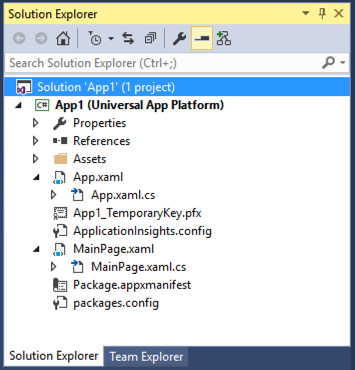 Solution Explorer
Search Solution Explorer (Ctrl+;)
Solution 'App1' (1 project)
C# App1 (Universal App Platform)
Properties
References
Assets
App.xaml
App.xaml.cs
App1_TemporaryKey.pfx
ApplicationInsights.config
MainPage.xaml
MainPage.xaml.cs
Package.appxmanifest
packages.config
Solution Explorer Team Explorer